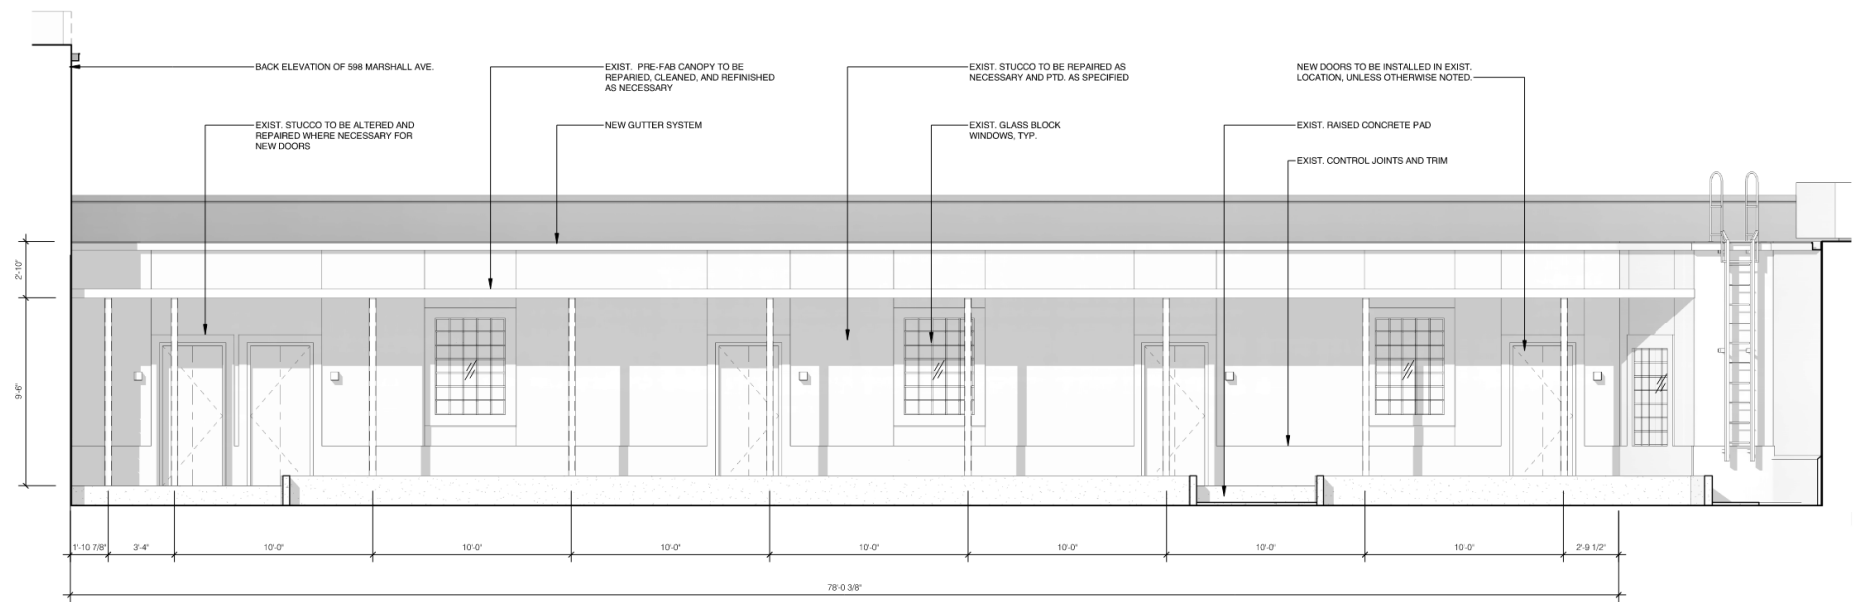 BACK ELEVATION OF 598 MARSHALL AVE.
EXIST. PRE-FAB CANOPY TO BE
REPARIED, CLEANED, AND REFINISHED
AS NECESSARY
EXIST. STUCCO TO BE REPAIRED AS
NECESSARY AND PTD. AS SPECIFIED
NEW DOORS TO BE INSTALLED IN EXIST.
LOCATION, UNLESS OTHERWISE NOTED.
EXIST. STUCCO TO BE ALTERED AND
REPAIRED WHERE NECESSARY FOR
NEW DOORS
NEW GUTTER SYSTEM
EXIST. GLASS BLOCK
WINDOWS, TYP.
EXIST. RAISED CONCRETE PAD
EXIST. CONTROL JOINTS AND TRIM
2'-10"
9'-6"
1'-10 7/8"
3'-4"
10'-0"
10'-0"
10'-0"
10'-0"
10'-0"
10'-0"
10'-0"
2'-9 1/2"
78'-0 3/8"